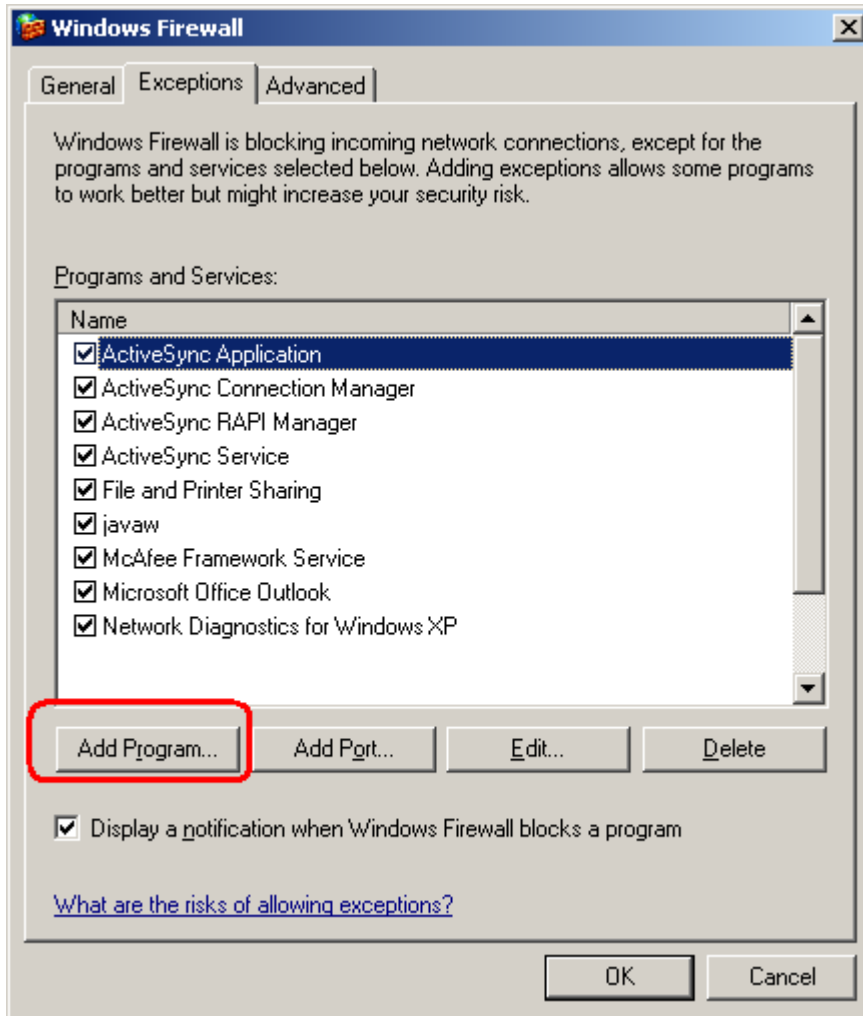 Windows Firewall
General Exceptions Advanced
Windows Firewall is blocking incoming network connections, except for the
programs and services selected below. Adding exceptions allows some programs
to work better but might increase your security risk.
Programs and Services:
Name
ActiveSync Application
ActiveSync Connection Manager
ActiveSync RAPI Manager
ActiveSync Service
File and Printer Sharing
javaw
McAfee Framework Service
Microsoft Office Outlook
Network Diagnostics for Windows XP
Add Program... Add Port... Edit... Delete
Display a notification when Windows Firewall blocks a program
What are the risks of allowing exceptions?
OK Cancel